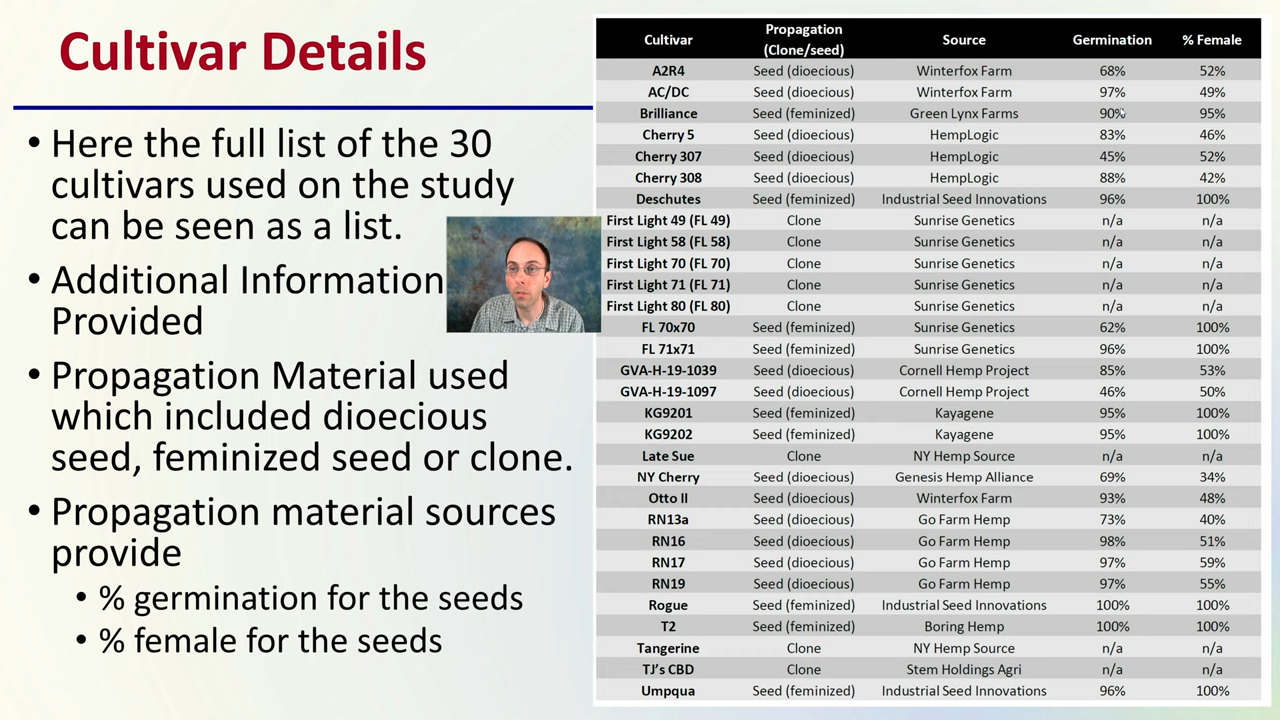 Cultivar Details
• Here the full list of the 30
cultivars used on the study
can be seen as a list.
• Additional Information
Provided
• Propagation Material used
which included dioecious
seed, feminized seed or clone.
• Propagation material sources
provide
• % germination for the seeds
• % female for the seeds
Cultivar Propagation (Clone/seed) Source Germination % Female
A2R4 Seed (dioecious) Winterfox Farm 68% 52%
AC/DC Seed (dioecious) Winterfox Farm 97% 49%
Brilliance Seed (feminized) Green Lynx Farms 90% 95%
Cherry 5 Seed (dioecious) HempLogic 83% 46%
Cherry 307 Seed (dioecious) HempLogic 45% 52%
Cherry 308 Seed (dioecious) HempLogic 88% 42%
Deschutes Seed (feminized) Industrial Seed Innovations 96% 100%
First Light 49 (FL 49) Clone Sunrise Genetics n/a n/a
First Light 58 (FL 58) Clone Sunrise Genetics n/a n/a
First Light 70 (FL 70) Clone Sunrise Genetics n/a n/a
First Light 71 (FL 71) Clone Sunrise Genetics n/a n/a
First Light 80 (FL 80) Clone Sunrise Genetics n/a n/a
FL 70x70 Seed (feminized) Sunrise Genetics 62% 100%
FL 71x71 Seed (feminized) Sunrise Genetics 96% 100%
GVA-H-19-1039 Seed (dioecious) Cornell Hemp Project 85% 53%
GVA-H-19-1097 Seed (dioecious) Cornell Hemp Project 46% 50%
KG9201 Seed (feminized) Kayagene 95% 100%
KG9202 Seed (feminized) Kayagene 95% 100%
Late Sue Clone NY Hemp Source n/a n/a
NY Cherry Seed (dioecious) Genesis Hemp Alliance 69% 34%
Otto II Seed (dioecious) Winterfox Farm 93% 48%
RN13a Seed (dioecious) Go Farm Hemp 73% 40%
RN16 Seed (dioecious) Go Farm Hemp 98% 51%
RN17 Seed (dioecious) Go Farm Hemp 97% 59%
RN19 Seed (dioecious) Go Farm Hemp 97% 55%
Rogue Seed (feminized) Industrial Seed Innovations 100% 100%
T2 Seed (feminized) Boring Hemp 100% 100%
Tangerine Clone NY Hemp Source n/a n/a
TJ's CBD Clone Stem Holdings Agri n/a n/a
Umpqua Seed (feminized) Industrial Seed Innovations 96% 100%